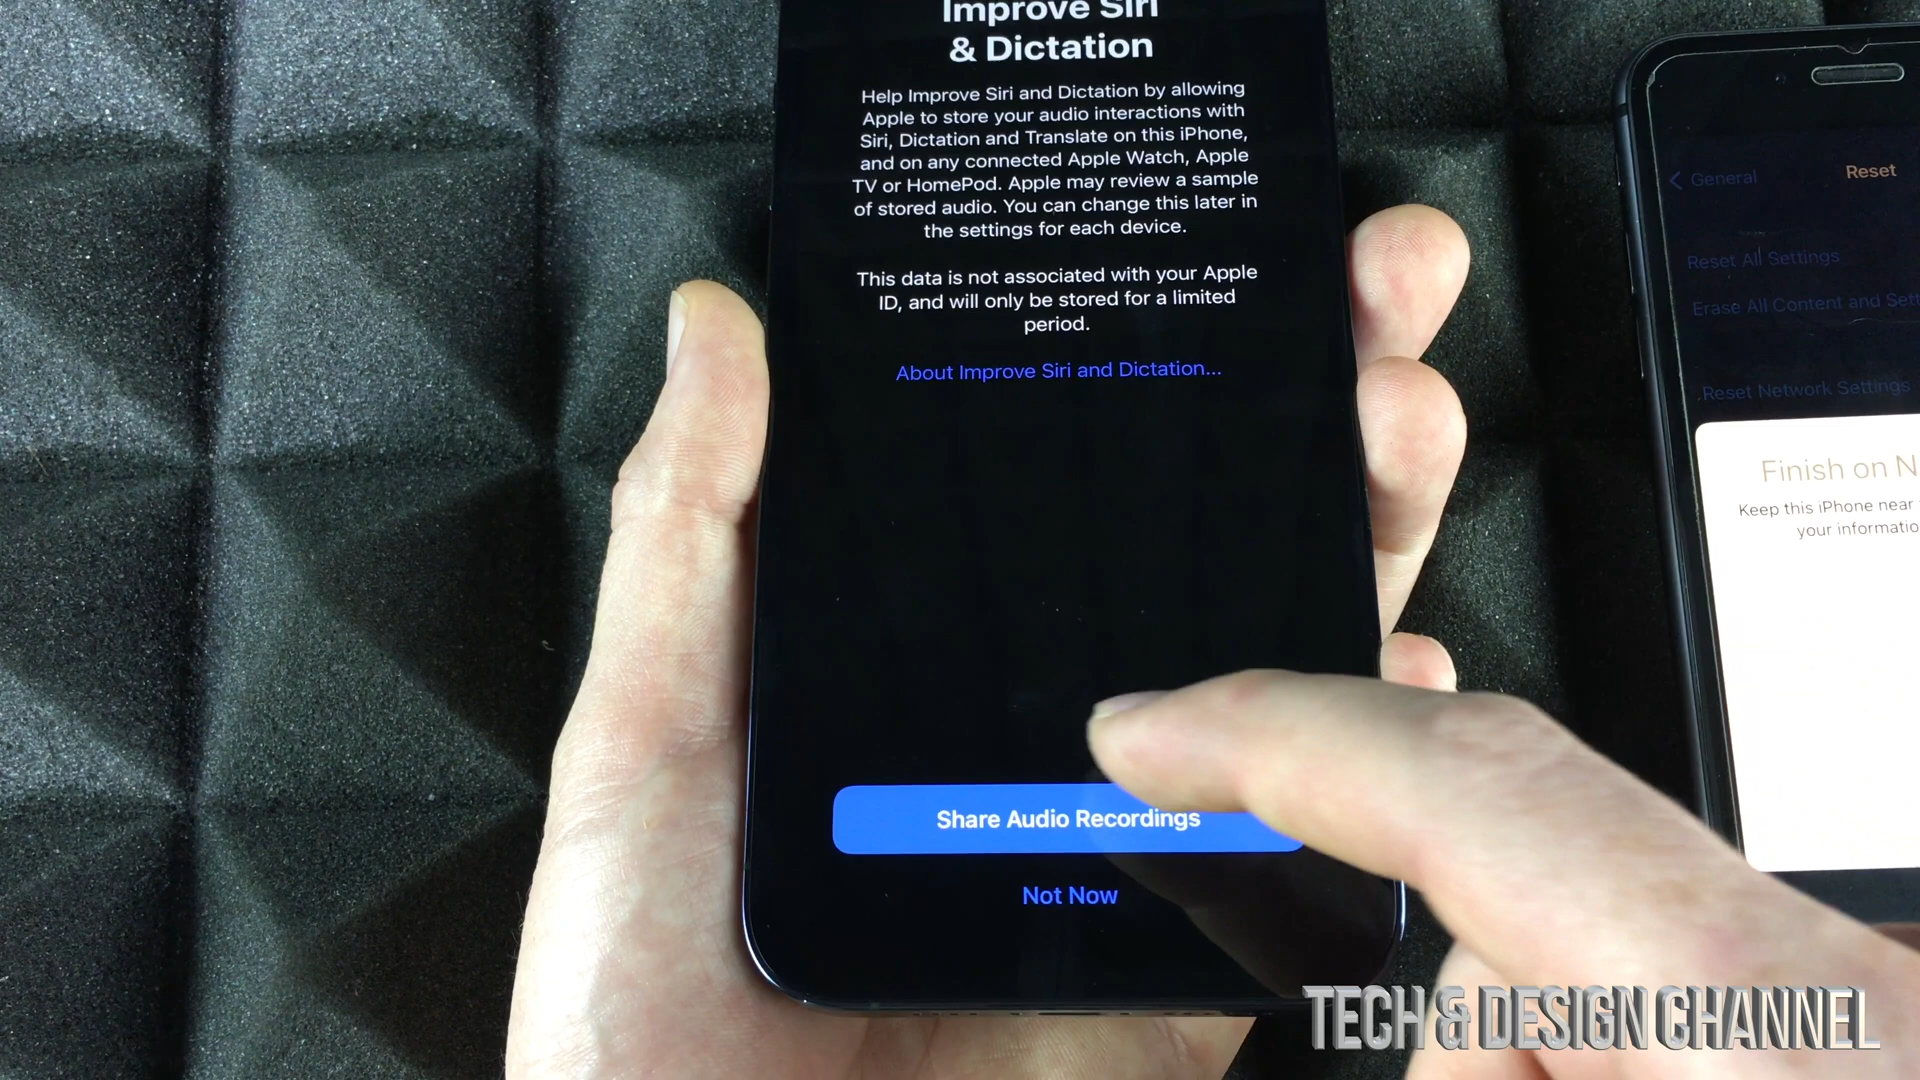 Improve Siri
& Dictation
Help Improve Siri and Dictation by allowing
Apple to store your audio interactions with
Siri, Dictation and Translate on this iPhone,
and on any connected Apple Watch, Apple
TV or HomePod. Apple may review a sample
of stored audio. You can change this later in
the settings for each device.
This data is not associated with your Apple
ID, and will only be stored for a limited
period.
About Improve Siri and Dictation...
Share Audio Recordings
Not Now
General
Reset
Reset All Settings
Erase All Content and Sett
Reset Network Settings
Finish on N
Keep this iPhone near
your informatio
TECH & DESIGN CHANNEL